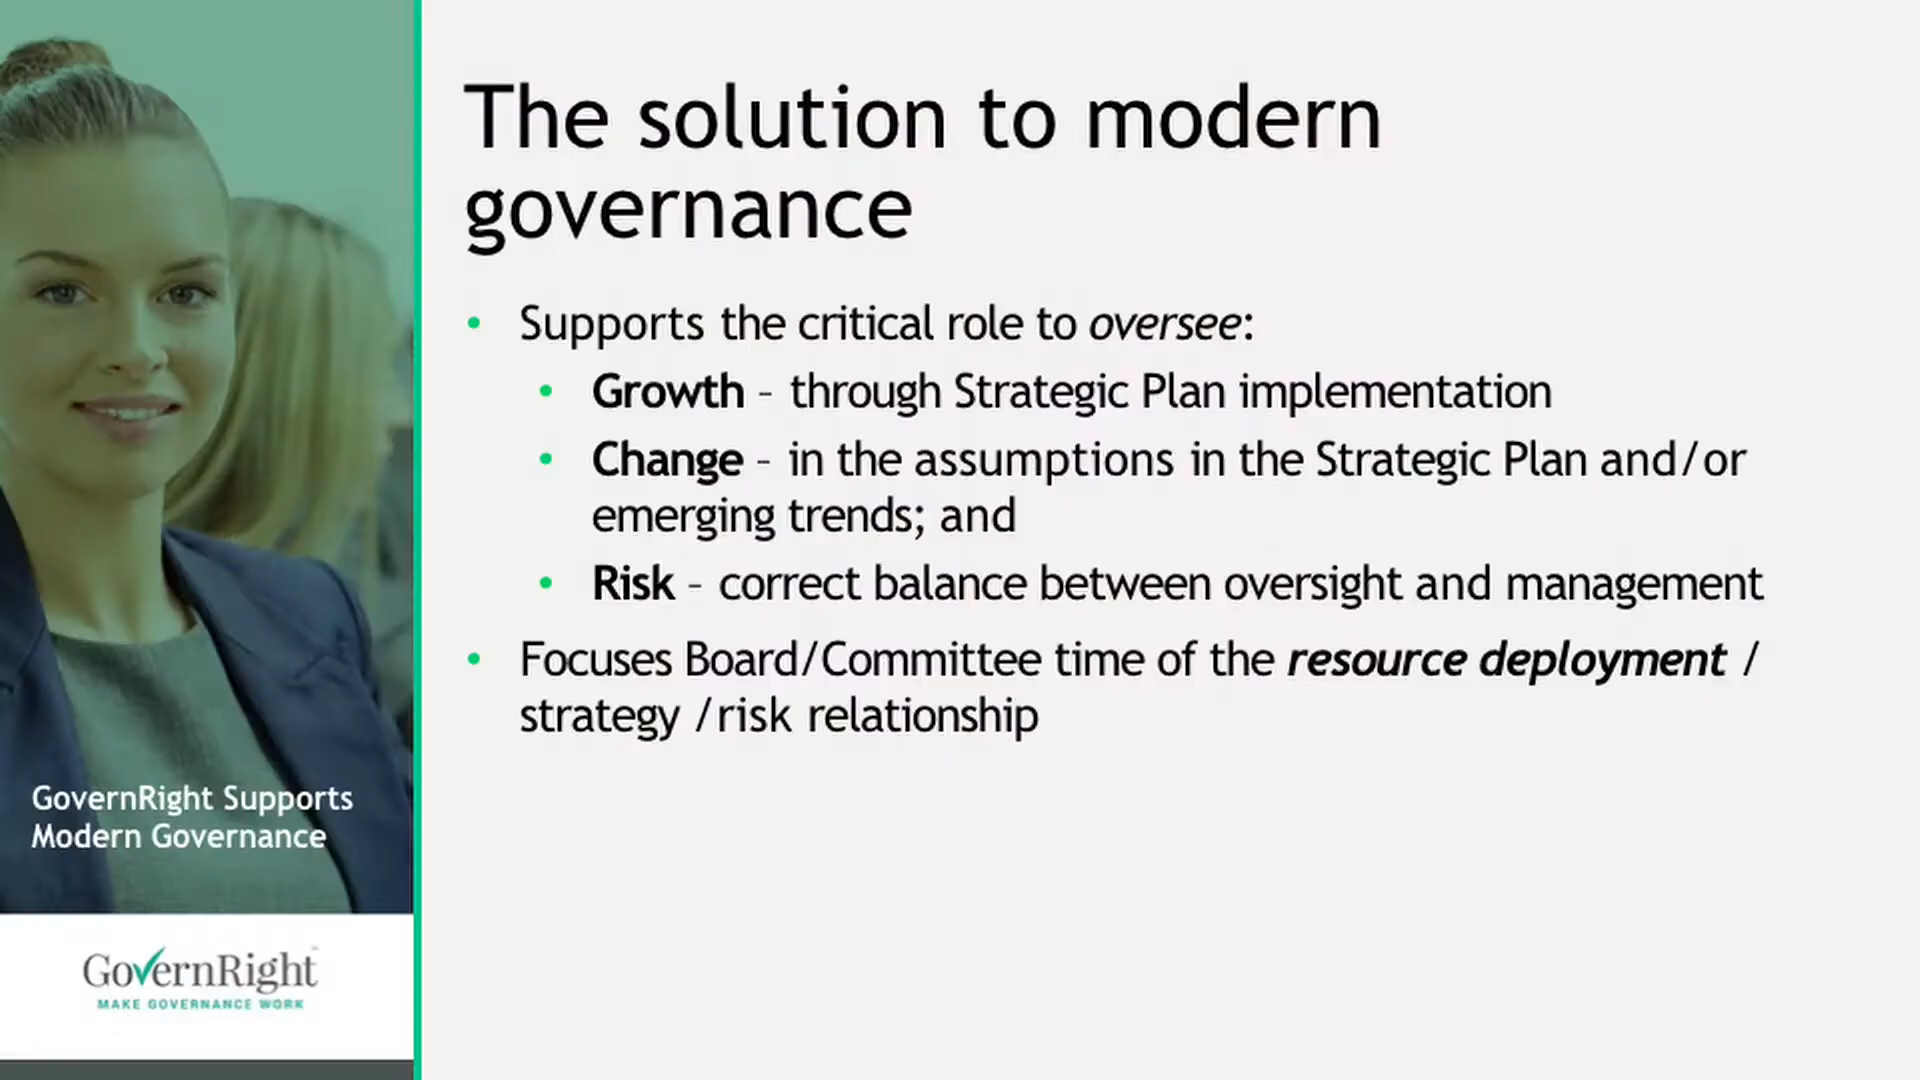 The solution to modern
governance
• Supports the critical role to oversee:
• Growth – through Strategic Plan implementation
• Change – in the assumptions in the Strategic Plan and/or
emerging trends; and
• Risk – correct balance between oversight and management
• Focuses Board/Committee time of the resource deployment /
strategy /risk relationship
GovernRight Supports
Modern Governance
GovernRight
MAKE GOVERNANCE WORK